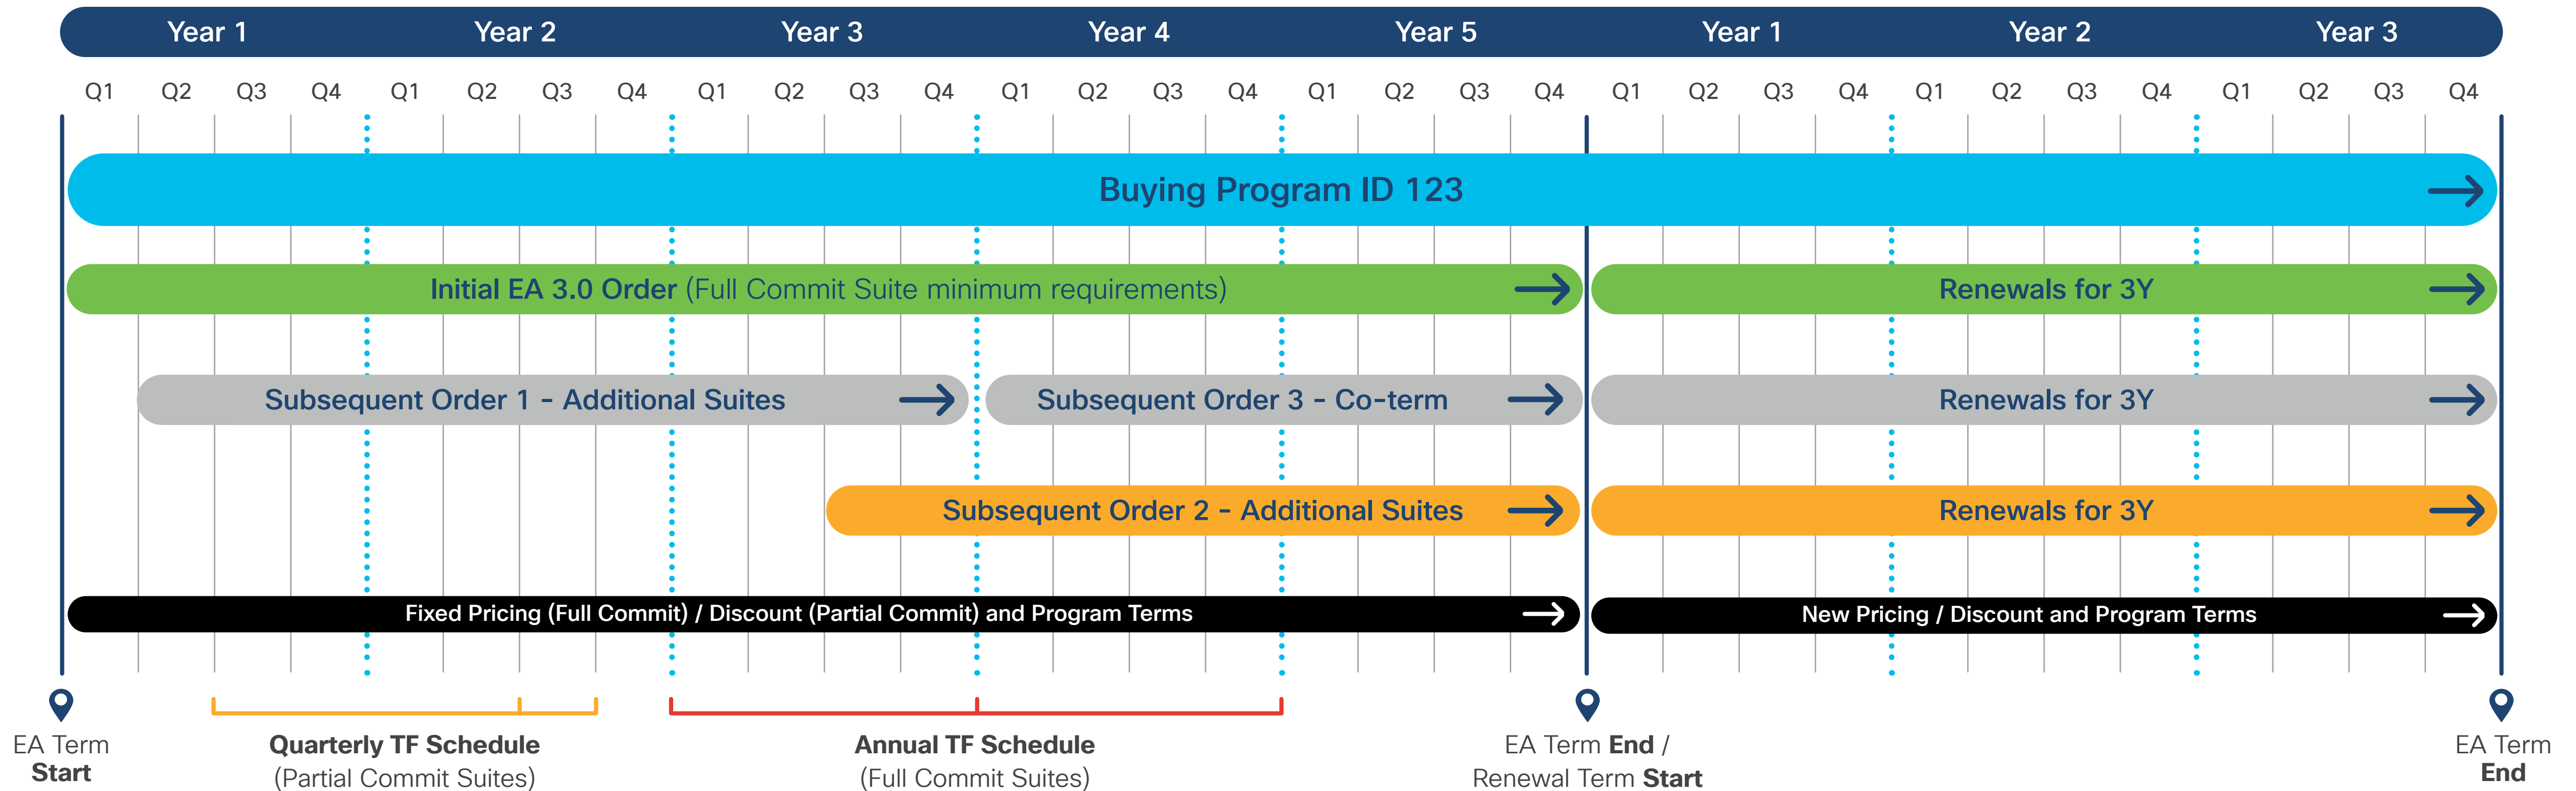 Year 1 Year 2 Year 3 Year 4 Year 5 Year 1 Year 2 Year 3
Q1 Q2 Q3 Q4 Q1 Q2 Q3 Q4 Q1 Q2 Q3 Q4 Q1 Q2 Q3 Q4 Q1 Q2 Q3 Q4 Q1 Q2 Q3 Q4 Q1 Q2 Q3 Q4 Q1 Q2 Q3 Q4
Buying Program ID 123
Initial EA 3.0 Order (Full Commit Suite minimum requirements)
Renewals for 3Y
Subsequent Order 1 - Additional Suites
Subsequent Order 3 - Co-term
Renewals for 3Y
Subsequent Order 2 - Additional Suites
Renewals for 3Y
Fixed Pricing (Full Commit) / Discount (Partial Commit) and Program Terms
New Pricing / Discount and Program Terms
EA Term
Start
Quarterly TF Schedule
(Partial Commit Suites)
Annual TF Schedule
(Full Commit Suites)
EA Term End /
Renewal Term Start
EA Term
End